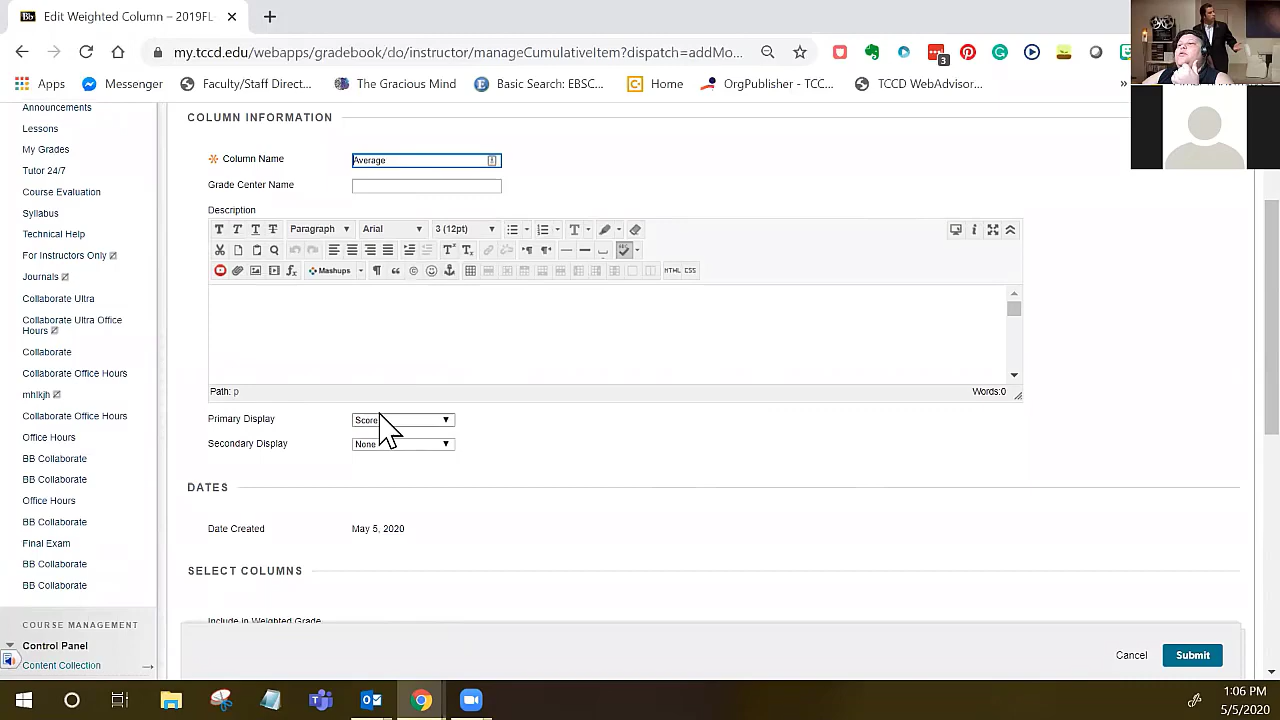 Edit Weighted Column – 2019FL-
my.tccd.edu/webapps/gradebook/do/instructor/manageCumulativeItem?dispatch=addMo...
3
Apps
Messenger
Faculty/Staff Direct...
The Gracious Mind
Basic Search: EBSC...
Home
OrgPublisher - TCC...
TCCD WebAdvisor...
»
Announcements
Lessons
My Grades
Tutor 24/7
Course Evaluation
Syllabus
Technical Help
For Instructors Only
Journals
Collaborate Ultra
Collaborate Ultra Office
Hours
Collaborate
Collaborate Office Hours
mhlkjh
Collaborate Office Hours
Office Hours
BB Collaborate
BB Collaborate
Office Hours
BB Collaborate
Final Exam
BB Collaborate
BB Collaborate
COURSE MANAGEMENT
Control Panel
Content Collection
COLUMN INFORMATION
Column Name
Average
Grade Center Name
Description
Paragraph
Arial
3 (12pt)
Mashups
HTML CSS
Path: p
Words:0
Primary Display
Score
Secondary Display
None
DATES
Date Created
May 5, 2020
SELECT COLUMNS
Include in Weighted Grade
Cancel
Submit
1:06 PM
5/5/2020